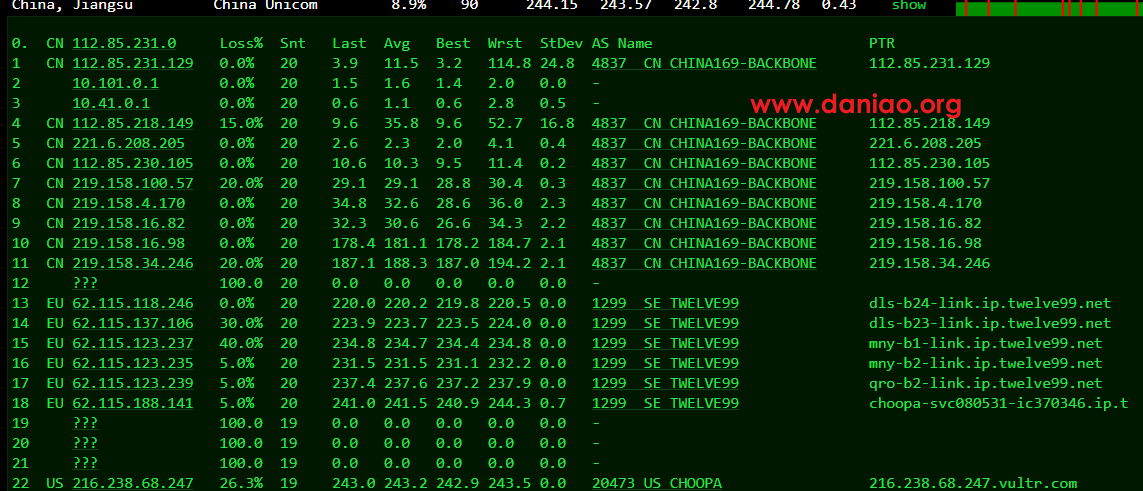 China, Jiangsu China Unicom 8.9% 90 244.15 243.57 242.8 244.78 0.43 show
0. CN 112.85.231.0 Loss% Snt Last Avg Best Wrst StDev AS Name PTR
1 CN 112.85.231.129 0.0% 20 3.9 11.5 3.2 114.8 24.8 4837 CN CHINA169-BACKBONE 112.85.231.129
2 10.101.0.1 0.0% 20 1.5 1.6 1.4 2.0 0.0 -
3 10.41.0.1 0.0% 20 0.6 1.1 0.6 2.8 0.5 -
www.daniao.org
4 CN 112.85.218.149 15.0% 20 9.6 35.8 9.6 52.7 16.8 4837 CN CHINA169-BACKBONE 112.85.218.149
5 CN 221.6.208.205 0.0% 20 2.6 2.3 2.0 4.1 0.4 4837 CN CHINA169-BACKBONE 221.6.208.205
6 CN 112.85.230.105 0.0% 20 10.6 10.3 9.5 11.4 0.2 4837 CN CHINA169-BACKBONE 112.85.230.105
7 CN 219.158.100.57 20.0% 20 29.1 29.1 28.8 30.4 0.3 4837 CN CHINA169-BACKBONE 219.158.100.57
8 CN 219.158.4.170 0.0% 20 34.8 32.6 28.6 36.0 2.3 4837 CN CHINA169-BACKBONE 219.158.4.170
9 CN 219.158.16.82 0.0% 20 32.3 30.6 26.6 34.3 2.2 4837 CN CHINA169-BACKBONE 219.158.16.82
10 CN 219.158.16.98 0.0% 20 178.4 181.1 178.2 184.7 2.1 4837 CN CHINA169-BACKBONE 219.158.16.98
11 CN 219.158.34.246 20.0% 20 187.1 188.3 187.0 194.2 2.1 4837 CN CHINA169-BACKBONE 219.158.34.246
12 ??? 100.0 20 0.0 0.0 0.0 0.0 0.0 -
13 EU 62.115.118.246 0.0% 20 220.0 220.2 219.8 220.5 0.0 1299 SE TWELVE99 dls-b24-link.ip.twelve99.net
14 EU 62.115.137.106 30.0% 20 223.9 223.7 223.5 224.0 0.0 1299 SE TWELVE99 dls-b23-link.ip.twelve99.net
15 EU 62.115.123.237 40.0% 20 234.8 234.7 234.4 234.8 0.0 1299 SE TWELVE99 mny-b1-link.ip.twelve99.net
16 EU 62.115.123.235 5.0% 20 231.5 231.5 231.1 232.2 0.0 1299 SE TWELVE99 mny-b2-link.ip.twelve99.net
17 EU 62.115.123.239 5.0% 20 237.4 237.6 237.2 237.9 0.0 1299 SE TWELVE99 qro-b2-link.ip.twelve99.net
18 EU 62.115.188.141 5.0% 20 241.0 241.5 240.9 244.3 0.7 1299 SE TWELVE99 choopa-svc080531-ic370346.ip.t
19 ??? 100.0 19 0.0 0.0 0.0 0.0 0.0 -
20 ??? 100.0 19 0.0 0.0 0.0 0.0 0.0 -
21 ??? 100.0 19 0.0 0.0 0.0 0.0 0.0 -
22 US 216.238.68.247 26.3% 19 243.0 243.2 242.9 243.5 0.0 20473 US CHOOPA 216.238.68.247.vultr.com